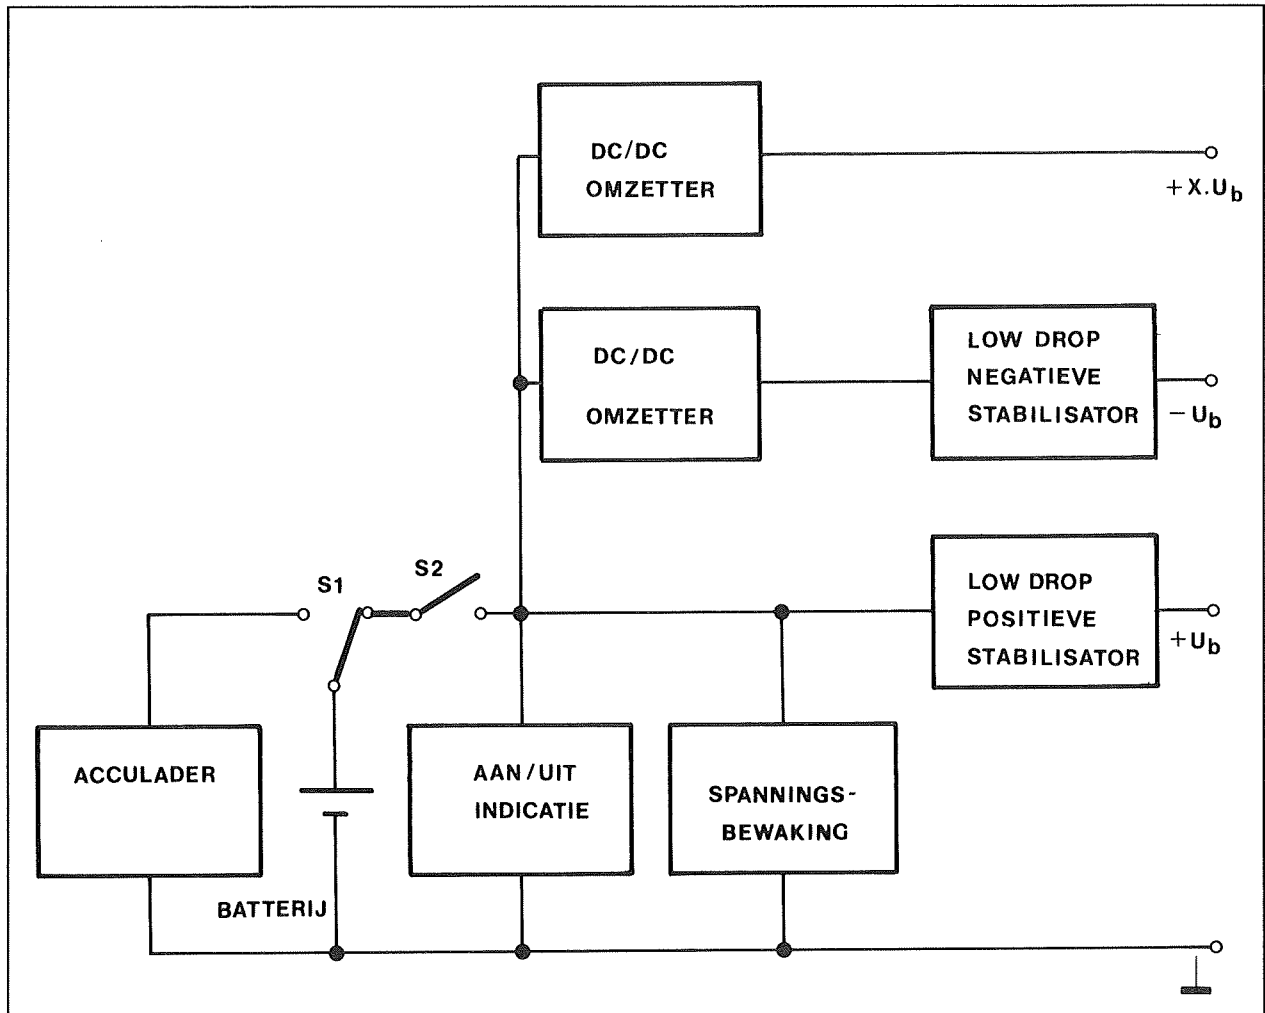 DC/DC
OMZETTER
+X.Ub
DC/DC
OMZETTER
LOW DROP
NEGATIEVE
STABILISATOR
-Ub
S1
S2
LOW DROP
POSITIEVE
STABILISATOR
+Ub
ACCULADER
AAN/UIT
INDICATIE
SPANNINGS-
BEWAKING
BATTERIJ